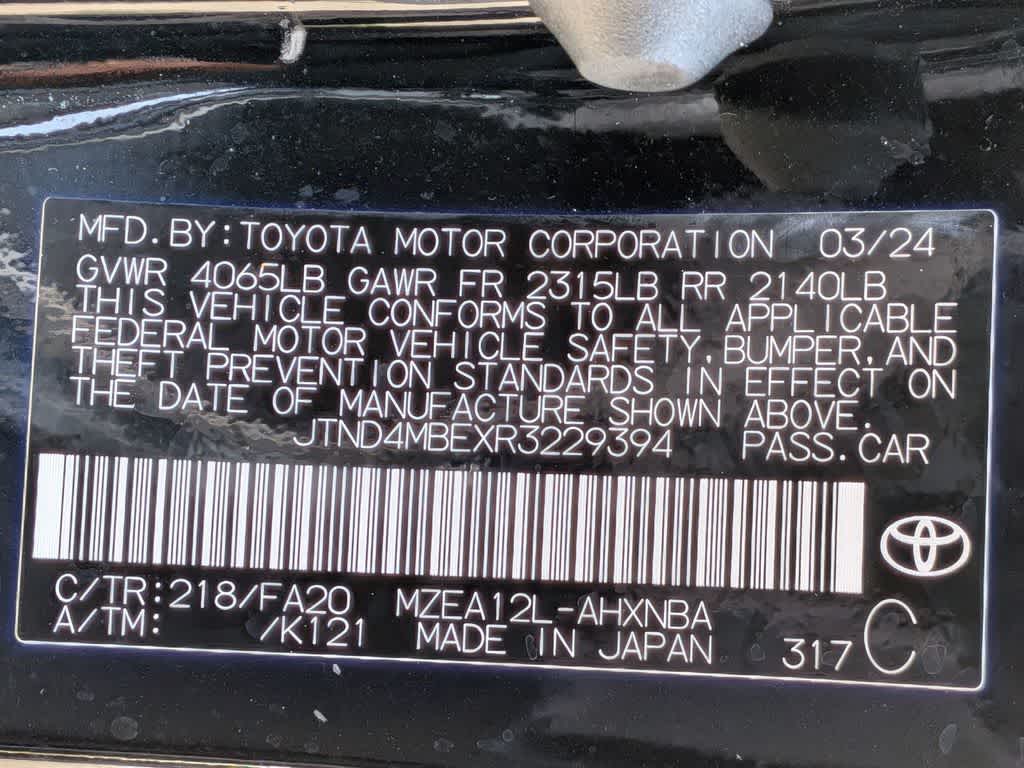 MFD.BY:TOYOTA MOTOR CORPORATION 03/24
GVWR 4065LB GAWR FR 2315LB RR 2140LB
THIS VEHICLE CONFORMS TO ALL APPLICABLE
FEDERAL MOTOR VEHICLE SAFETY,BUMPER,AND
THEFT PREVENTION STANDARDS IN EFFECT ON
THE DATE OF MANUFACTURE SHOWN ABOVE.
JTND4MBEXR3229394 PASS.CAR
C/TR:218/FA20 MZEA12L-AHXNBA
A/TM: /K121 MADE IN JAPAN 317 C